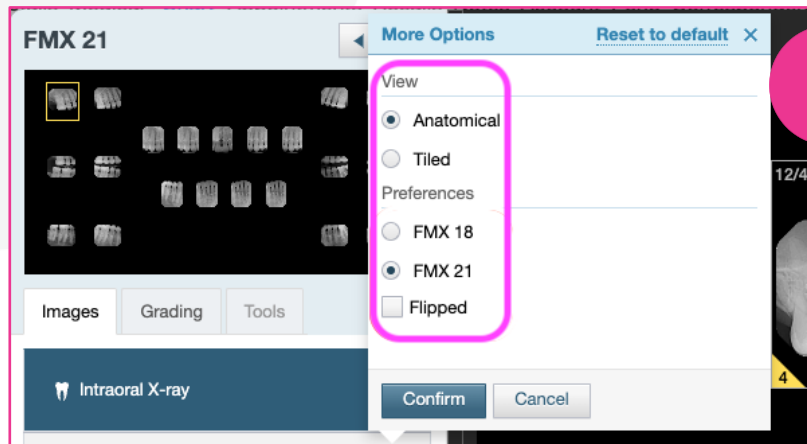 FMX 21
More Options
Reset to default
View
Anatomical
Tiled
Preferences
FMX 18
FMX 21
Flipped
Confirm
Cancel
Images
Grading
Tools
Intraoral X-ray
12/4
4